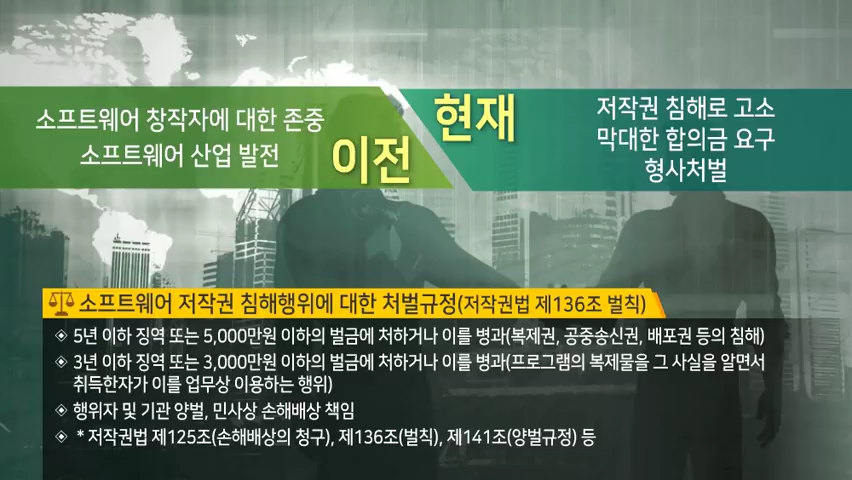 소프트웨어 창작자에 대한 존중
소프트웨어 산업 발전
이전
현재
저작권 침해로 고소
막대한 합의금 요구
형사처벌
소프트웨어 저작권 침해행위에 대한 처벌규정(저작권법 제136조 벌칙)
◈ 5년 이하 징역 또는 5,000만원 이하의 벌금에 처하거나 이를 병과(복제권, 공중송신권, 배포권 등의 침해)
◈ 3년 이하 징역 또는 3,000만원 이하의 벌금에 처하거나 이를 병과(프로그램의 복제물을 그 사실을 알면서
취득한자가 이를 업무상 이용하는 행위)
◈ 행위자 및 기관 양벌, 민사상 손해배상 책임
◈ * 저작권법 제125조(손해배상의 청구), 제136조(벌칙), 제141조(양벌규정) 등